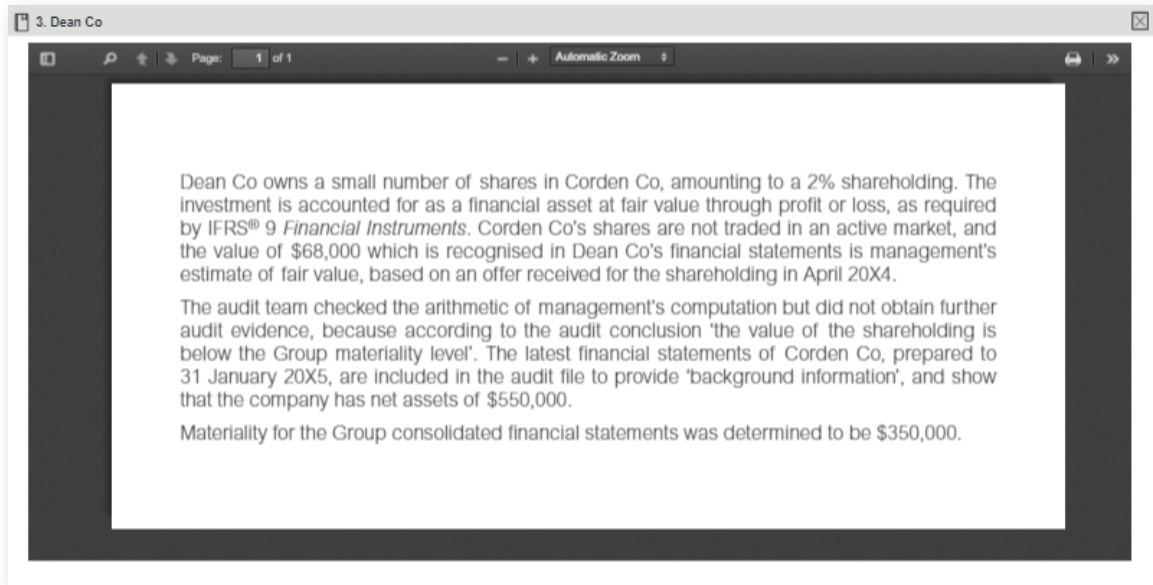 3. Dean Co
Page: 1 of 1
Automatic Zoom
Dean Co owns a small number of shares in Corden Co, amounting to a 2% shareholding. The
investment is accounted for as a financial asset at fair value through profit or loss, as required
by IFRS® 9 Financial Instruments. Corden Co's shares are not traded in an active market, and
the value of $68,000 which is recognised in Dean Co's financial statements is management's
estimate of fair value, based on an offer received for the shareholding in April 20X4.
The audit team checked the arithmetic of management's computation but did not obtain further
audit evidence, because according to the audit conclusion 'the value of the shareholding is
below the Group materiality level'. The latest financial statements of Corden Co, prepared to
31 January 20X5, are included in the audit file to provide 'background information', and show
that the company has net assets of $550,000.
Materiality for the Group consolidated financial statements was determined to be $350,000.